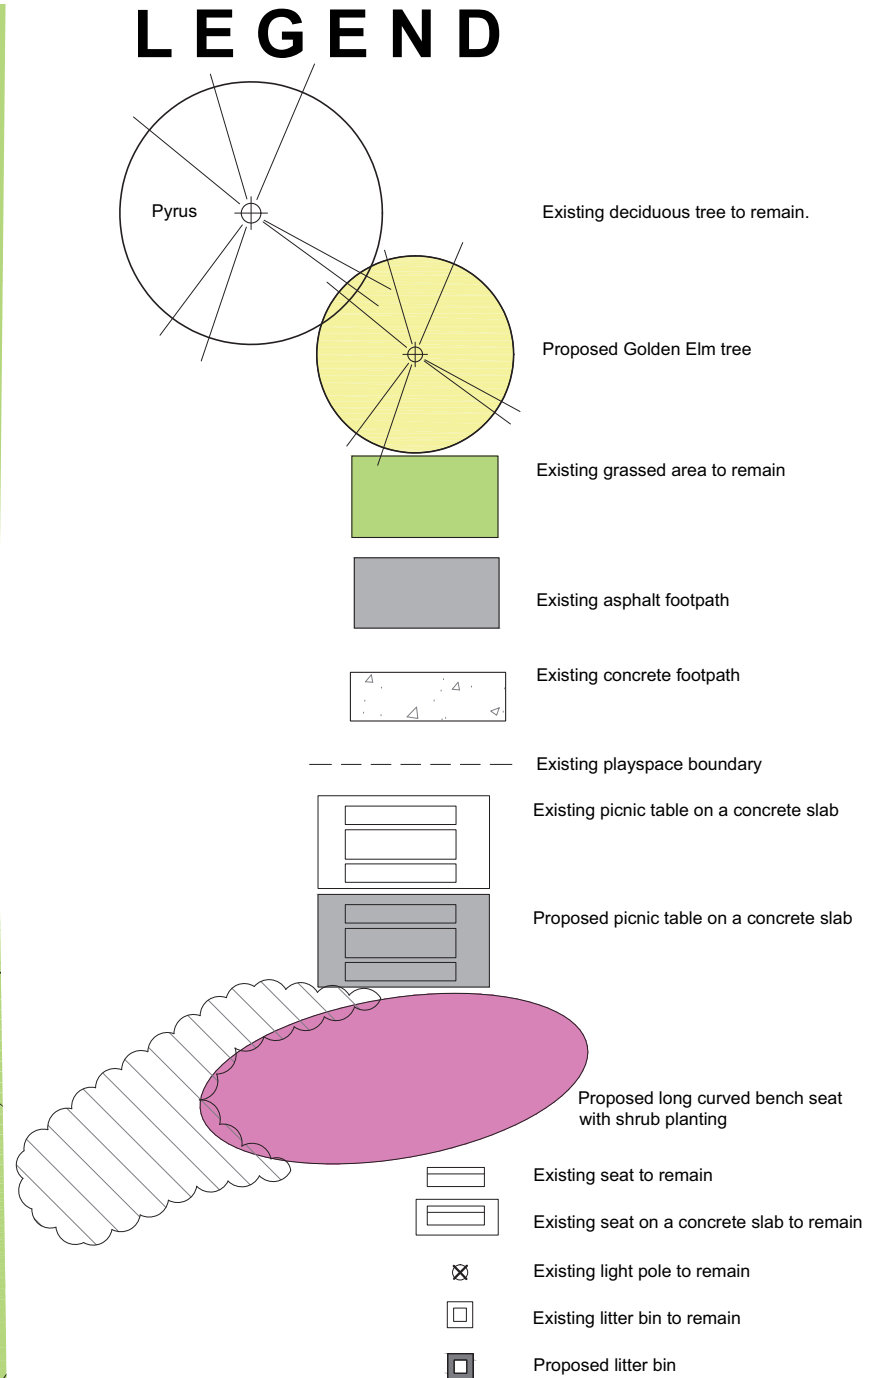 LEGEND
Pyrus
Existing deciduous tree to remain.
Proposed Golden Elm tree
Existing grassed area to remain
Existing asphalt footpath
Existing concrete footpath
Existing playspace boundary
Existing picnic table on a concrete slab
Proposed picnic table on a concrete slab
Proposed long curved bench seat
with shrub planting
Existing seat to remain
Existing seat on a concrete slab to remain
Existing light pole to remain
Existing litter bin to remain
Proposed litter bin